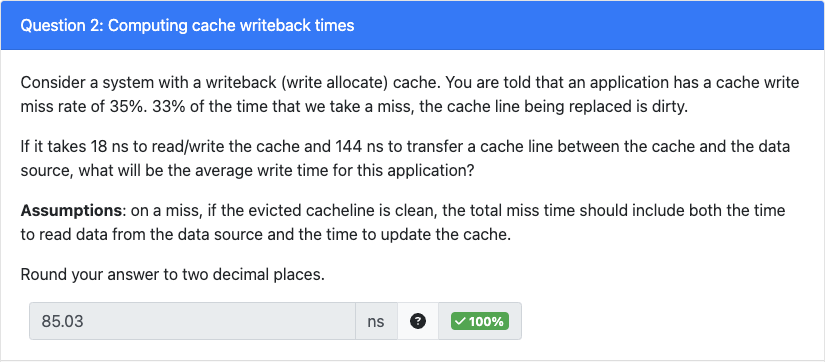 Question 2: Computing cache writeback times
Consider a system with a writeback (write allocate) cache. You are told that an application has a cache write
miss rate of 35%. 33% of the time that we take a miss, the cache line being replaced is dirty.
If it takes 18 ns to read/write the cache and 144 ns to transfer a cache line between the cache and the data
source, what will be the average write time for this application?
Assumptions: on a miss, if the evicted cacheline is clean, the total miss time should include both the time
to read data from the data source and the time to update the cache.
Round your answer to two decimal places.
85.03 ns ? ✓ 100%